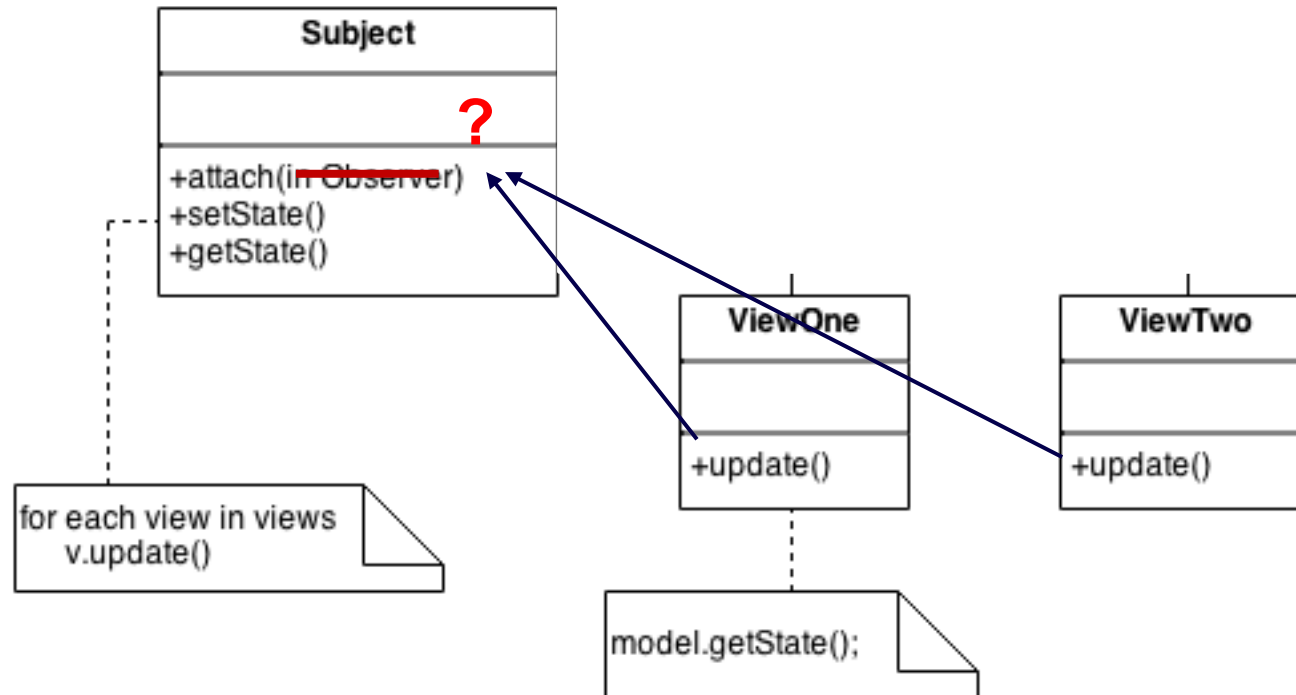 Subject
?
+attach(in Observer)
+setState()
+getState()
ViewOne
ViewTwo
+update()
+update()
for each view in views
v.update()
model.getState();